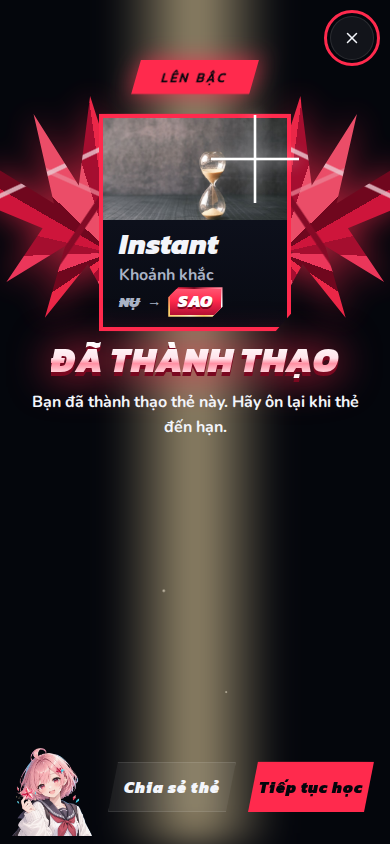 LÊN BẬC
Instant
Khoảnh khắc
NỤ → SAO
ĐÃ THÀNH THẠO
Bạn đã thành thạo thẻ này. Hãy ôn lại khi thẻ
đến hạn.
Chia sẻ thẻ
Tiếp tục học